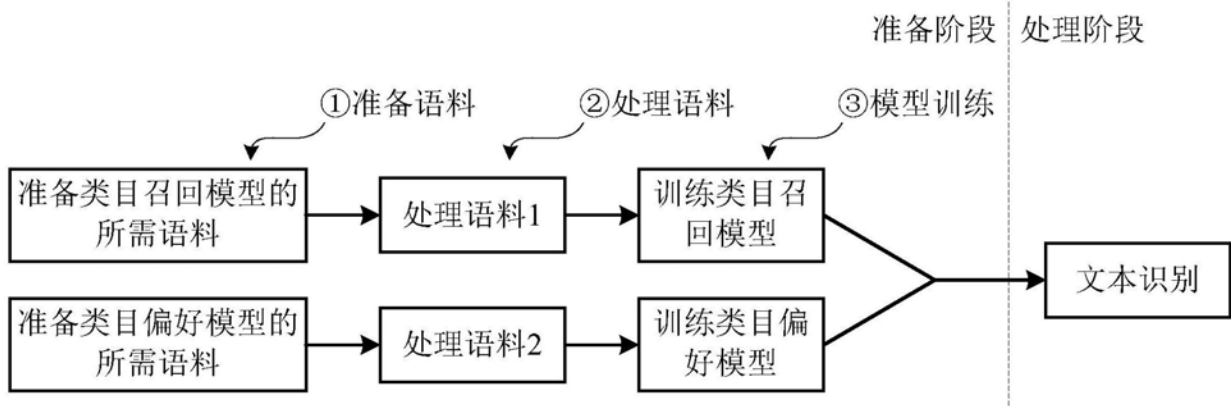 准备阶段 处理阶段
①准备语料 ②处理语料 ③模型训练
准备类目召回模型的
所需语料
处理语料1
训练类目召
回模型
文本识别
准备类目偏好模型的
所需语料
处理语料2
训练类目偏
好模型